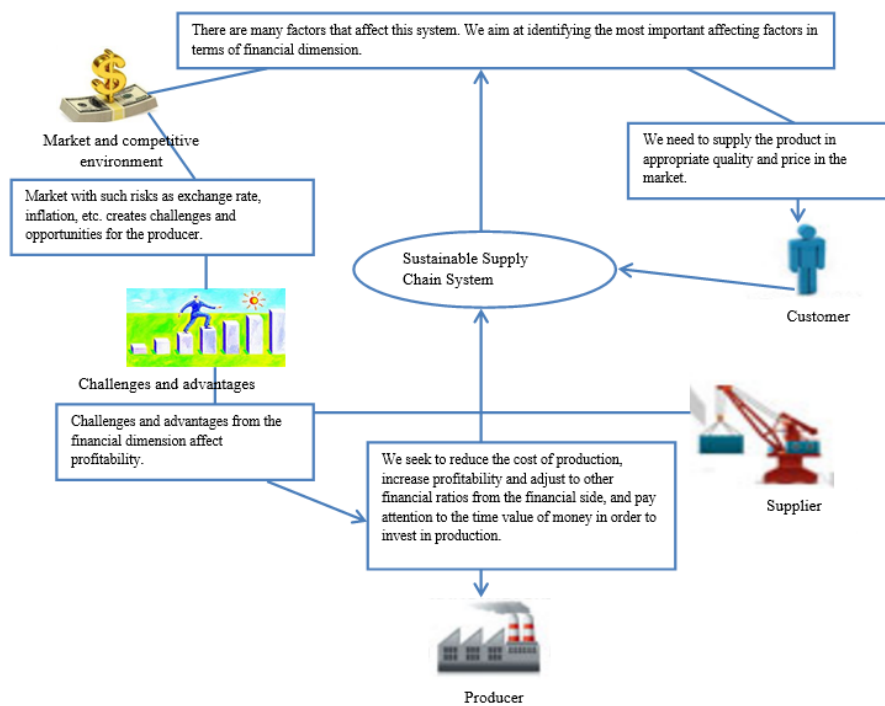 There are many factors that affect this system. We aim at identifying the most important affecting factors in
terms of financial dimension.
Market and competitive
environment
We need to supply the product in
appropriate quality and price in the
market.
Market with such risks as exchange rate,
inflation, etc. creates challenges and
opportunities for the producer.
Sustainable Supply
Chain System
Customer
Challenges and advantages
Challenges and advantages from the
financial dimension affect
profitability.
We seek to reduce the cost of production,
increase profitability and adjust to other
financial ratios from the financial side, and pay
attention to the time value of money in order to
invest in production.
Supplier
Producer